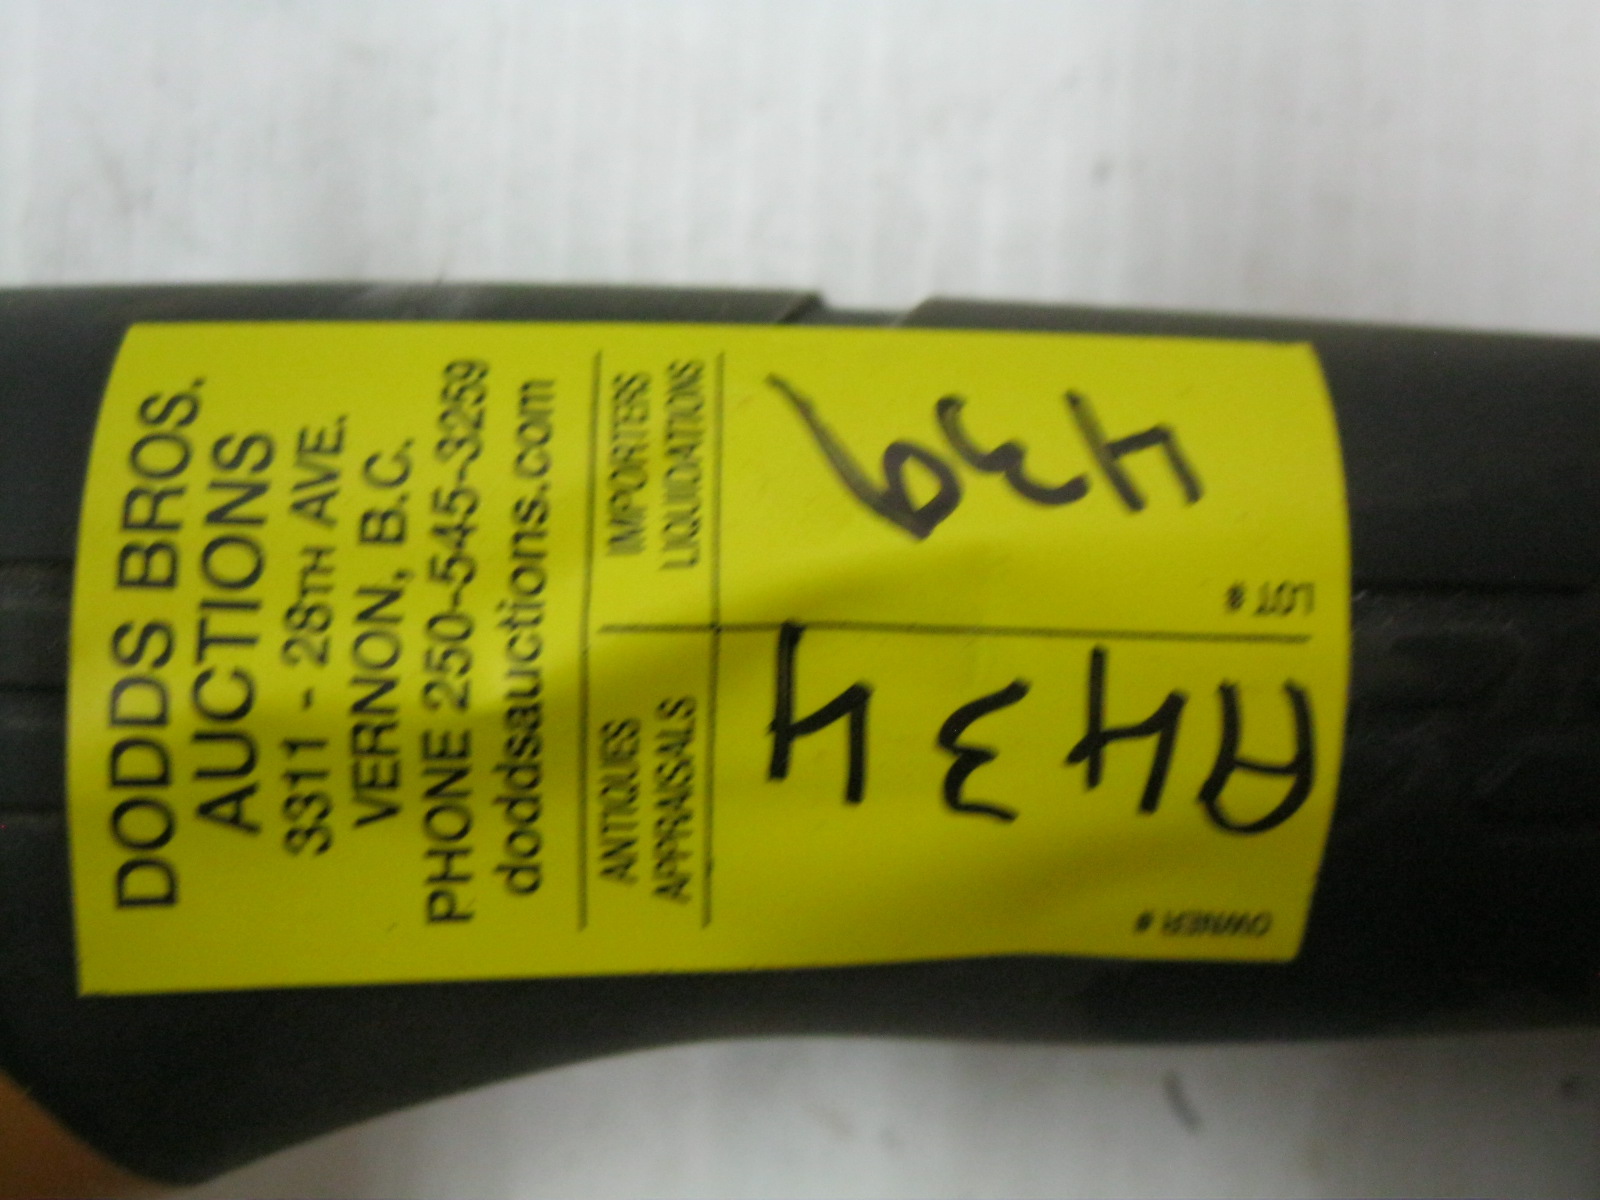 DODDS BROS.
AUCTIONS
3311 - 28TH AVE.
VERNON, B.C.
PHONE 250-545-3259
doddsauctions.com
ANTIQUES IMPORTERS
APPRAISALS LIQUIDATIONS
OWNER #
A434
LOT #
439